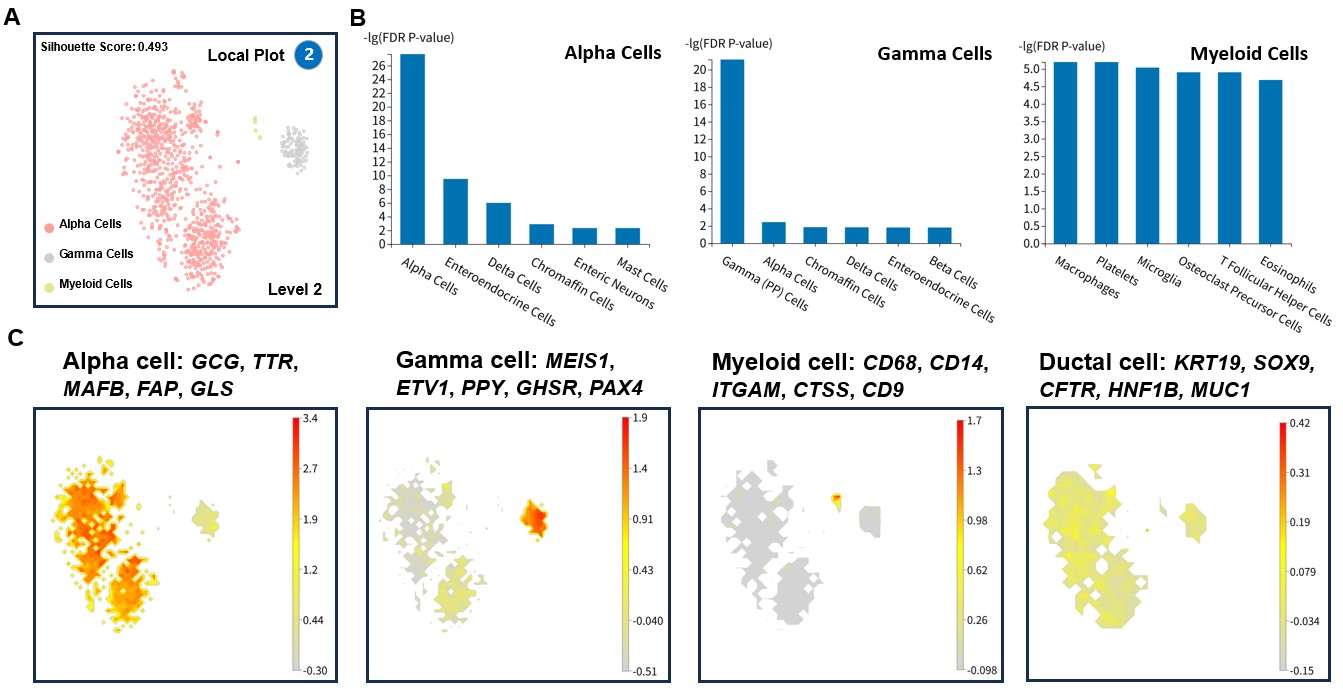 A
Silhouette Score: 0.493
Local Plot 2
Alpha Cells
Gamma Cells
Myeloid Cells
Level 2
B
-lg(FDR P-value)
Alpha Cells
26
24
22
20
18
16
14
12
10
8
6
4
2
0
Alpha Cells
Enteroendocrine Cells
Delta Cells
Chromaffin Cells
Enteric Neurons
Mast Cells
-lg(FDR P-value)
Gamma Cells
20
18
16
14
12
10
8
6
4
2
0
Gamma (PP) Cells
Alpha Cells
Chromaffin Cells
Delta Cells
Enteroendocrine Cells
Beta Cells
-lg(FDR P-value)
Myeloid Cells
5.0
4.5
4.0
3.5
3.0
2.5
2.0
1.5
1.0
0.5
0.0
Macrophages
Platelets
Microglia
Osteoclast Precursor Cells
T Follicular Helper Cells
Eosinophils
C
Alpha cell: GCG, TTR,
MAFB, FAP, GLS
3.4
2.7
1.9
1.2
0.44
-0.30
Gamma cell: MEIS1,
ETV1, PPY, GHSR, PAX4
1.9
1.4
0.91
0.43
-0.040
-0.51
Myeloid cell: CD68, CD14,
ITGAM, CTSS, CD9
1.7
1.3
0.98
0.62
0.26
-0.098
Ductal cell: KRT19, SOX9,
CFTR, HNF1B, MUC1
0.42
0.31
0.19
0.079
-0.034
-0.15